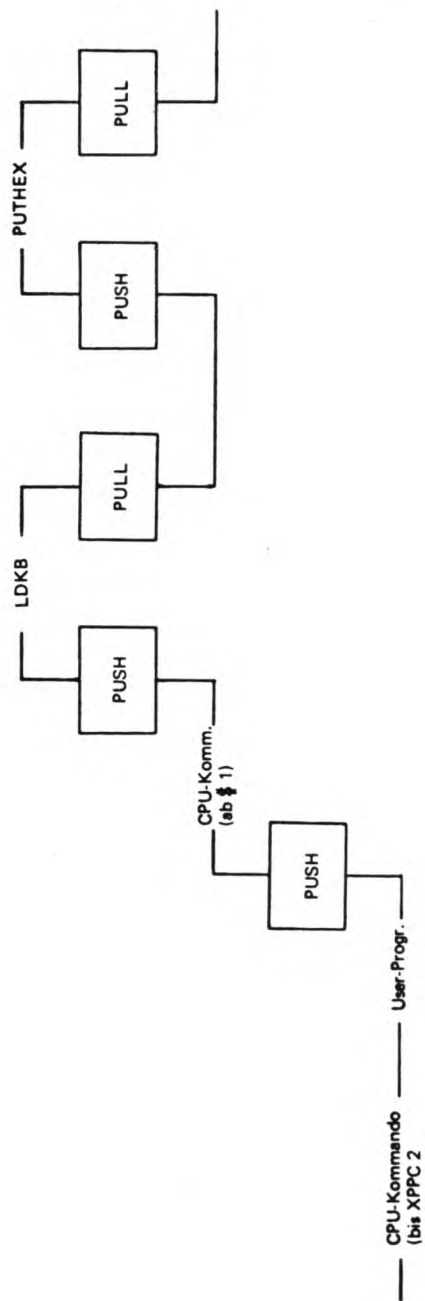 CPU-Kommando
(bis XPPC 2
User-Progr.
PUSH
CPU-Komm.
(ab $ 1)
PUSH
LDKB
PULL
PUSH
PUTHEX
PULL